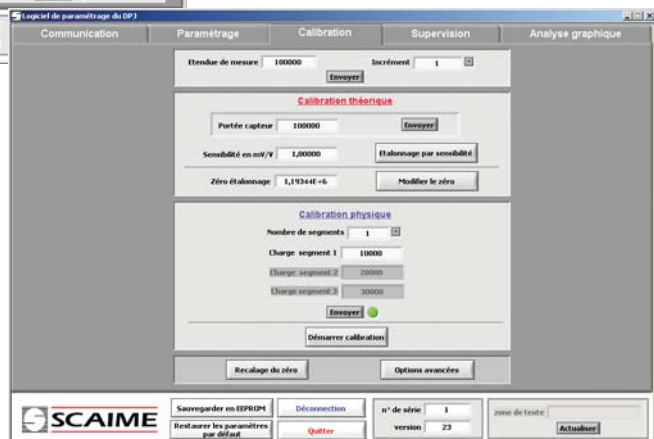 Logiciel de paramétrage du DPJ
Communication Paramétrage Calibration Supervision Analyse graphique
Etendue de mesure 100000 Incrément 1
Envoyer
Calibration théorique
Portée capteur 100000 Envoyer
Sensibilité en mV/V 1,00000 Etalonnage par sensibilité
Zéro étalonnage 1,19344E+6 Modifier le zéro
Calibration physique
Nombre de segments 1
Charge segment 1 10000
Charge segment 2 20000
Charge segment 3 30000
Envoyer
Démarrer calibration
Recalage du zéro Options avancées
SCAIME
Sauvegarder en EEPROM Déconnection n° de série 1 zone de texte
Restaurer les paramètres par défaut Quitter version 23 Actualiser